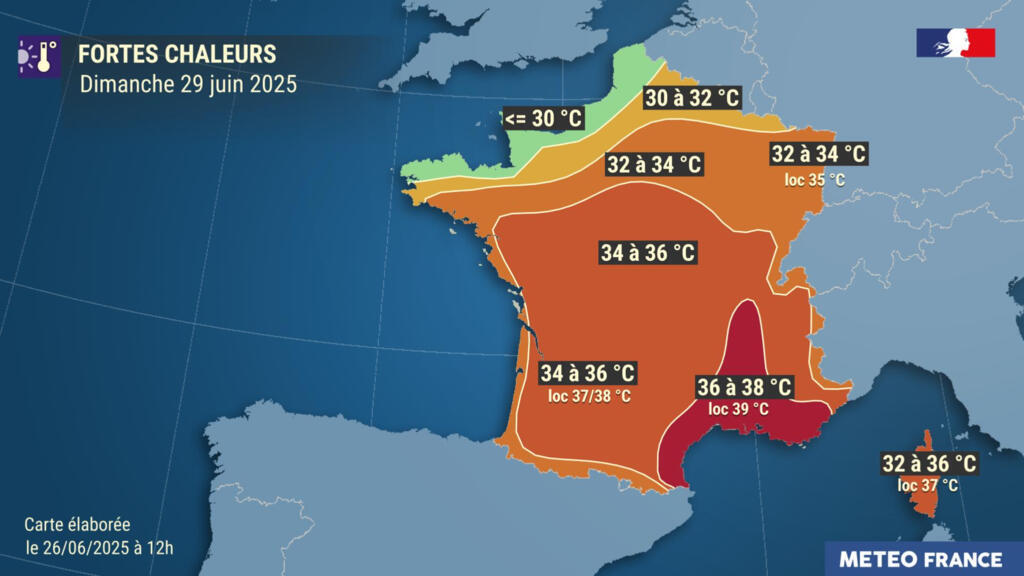 FORTES CHALEURS
Dimanche 29 juin 2025
30 à 32 °C
<= 30 °C
32 à 34 °C
32 à 34 °C
loc 35 °C
34 à 36 °C
34 à 36 °C
loc 37/38 °C
36 à 38 °C
loc 39 °C
32 à 36 °C
loc 37 °C
Carte élaborée
le 26/06/2025 à 12h
METEO FRANCE